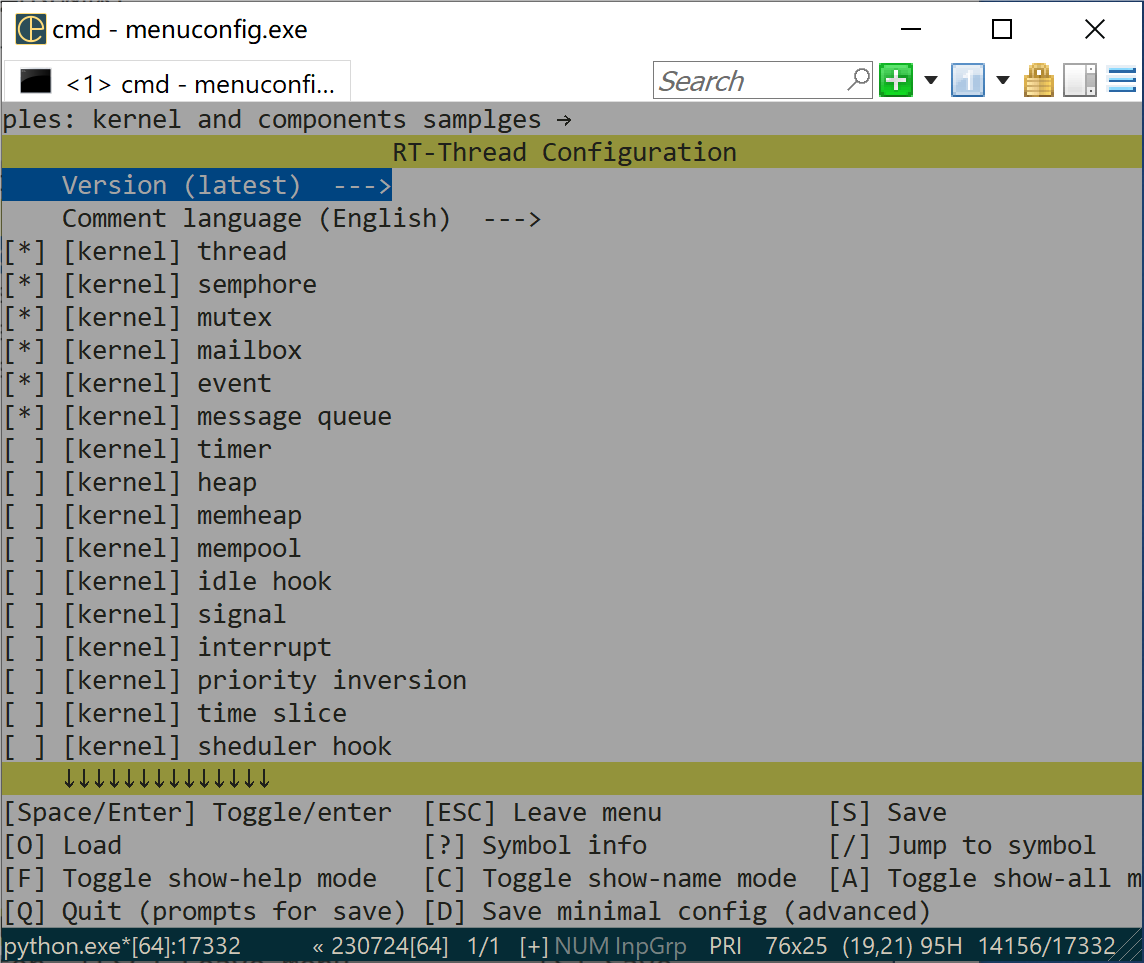 cmd - menuconfig.exe
<1> cmd - menuconfi...
Search
1
ples: kernel and components samplges →
RT-Thread Configuration
Version (latest)  --->
Comment language (English)  --->
[*] [kernel] thread
[*] [kernel] semphore
[*] [kernel] mutex
[*] [kernel] mailbox
[*] [kernel] event
[*] [kernel] message queue
[ ] [kernel] timer
[ ] [kernel] heap
[ ] [kernel] memheap
[ ] [kernel] mempool
[ ] [kernel] idle hook
[ ] [kernel] signal
[ ] [kernel] interrupt
[ ] [kernel] priority inversion
[ ] [kernel] time slice
[ ] [kernel] sheduler hook
↓↓↓↓↓↓↓↓↓↓↓↓↓↓
[Space/Enter] Toggle/enter  [ESC] Leave menu           [S] Save
[O] Load                    [?] Symbol info            [/] Jump to symbol
[F] Toggle show-help mode   [C] Toggle show-name mode  [A] Toggle show-all m
[Q] Quit (prompts for save) [D] Save minimal config (advanced)
python.exe*[64]:17332 « 230724[64] 1/1 [+] NUM InpGrp PRI 76x25 (19,21) 95H 14156/17332